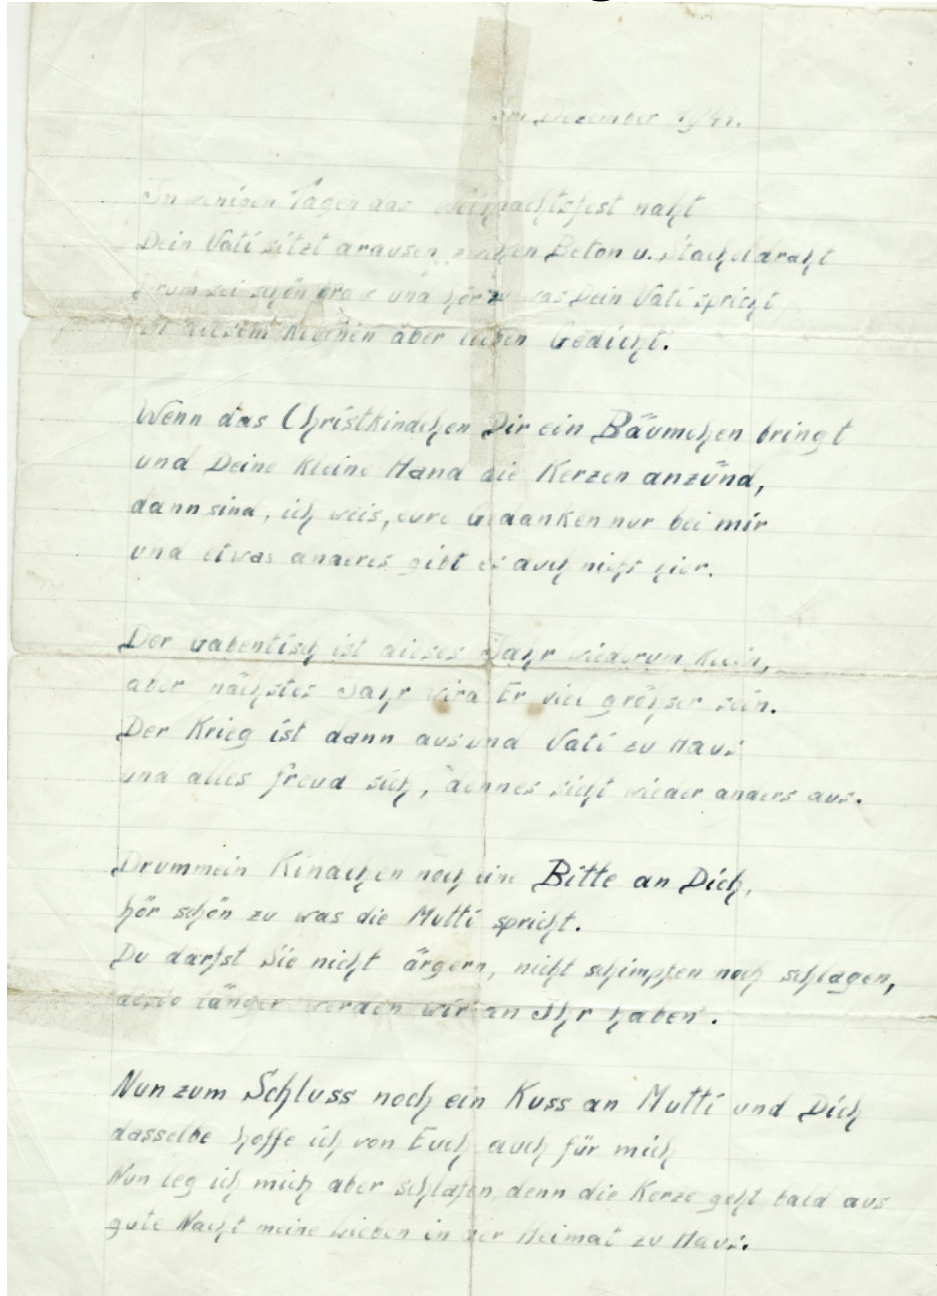 Im Dezember 1941.
In wenigen Tagen das Weihnachtsfest naht
Dein Vati sitzt drausen zwischen Beton u. Stacheldraht
Drum sei schön brav und hör zu was Dein Vati spricht
in diesem kleinen aber lieben Gedicht.
Wenn das Christkindchen Dir ein Bäumchen bringt
und Deine kleine Hand die Kerzen anzünd,
dann sind, ich weis, eure Gedanken nur bei mir
und etwas anderes gibt es auch nicht hier.
Der Gabentisch ist dieses Jahr wiederum klein,
aber nächstes Jahr wird Er viel größer sein.
Der Krieg ist dann aus und Vati zu Haus
und alles freud sich, denn es sieht wieder anders aus.
Drum mein Kindchen noch eine Bitte an Dich,
hör schön zu was die Mutti spricht.
Du darfst Sie nicht ärgern, nicht schimpfen noch schlagen,
desto länger werden wir an Ihr haben.
Nun zum Schluss noch ein Kuss an Mutti und Dich
dasselbe hoffe ich von Euch auch für mich
Nun leg ich mich aber schlafen, denn die Kerze geht bald aus
gute Nacht meine Lieben in der Heimat zu Haus.